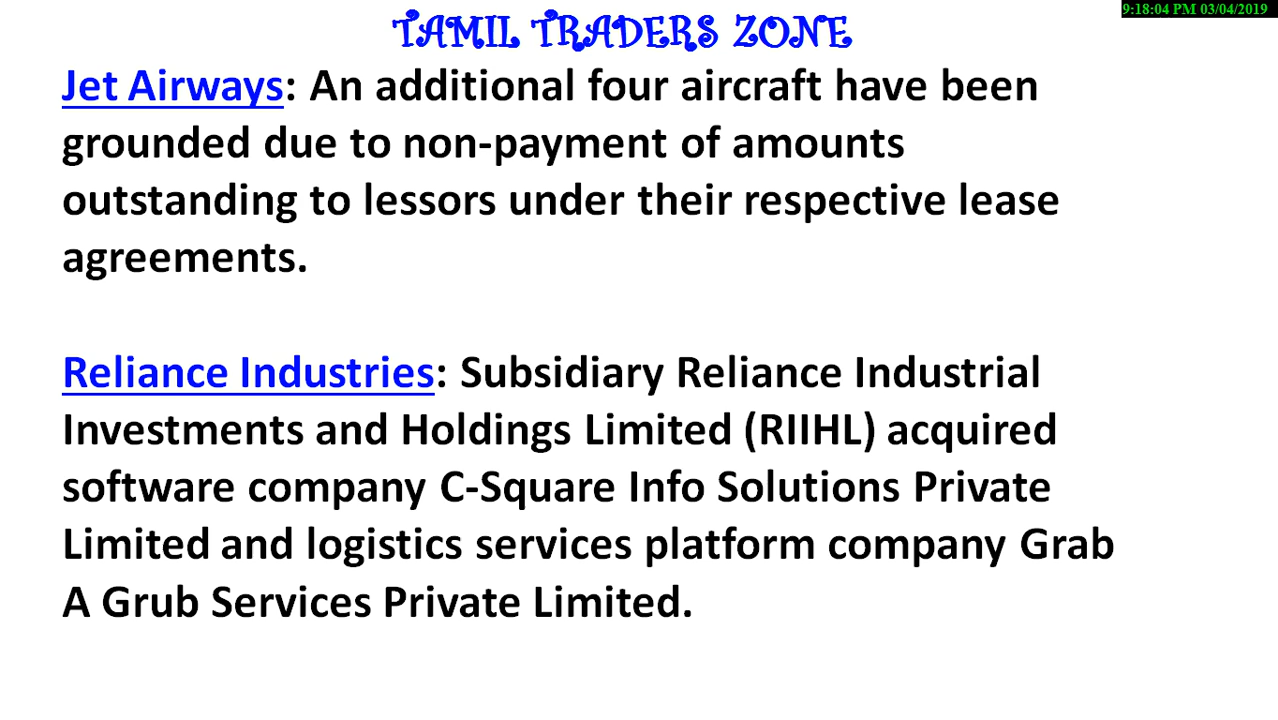 9:18:04 PM 03/04/2019
TAMIL TRADERS ZONE
Jet Airways: An additional four aircraft have been
grounded due to non-payment of amounts
outstanding to lessors under their respective lease
agreements.
Reliance Industries: Subsidiary Reliance Industrial
Investments and Holdings Limited (RIIHL) acquired
software company C-Square Info Solutions Private
Limited and logistics services platform company Grab
A Grub Services Private Limited.